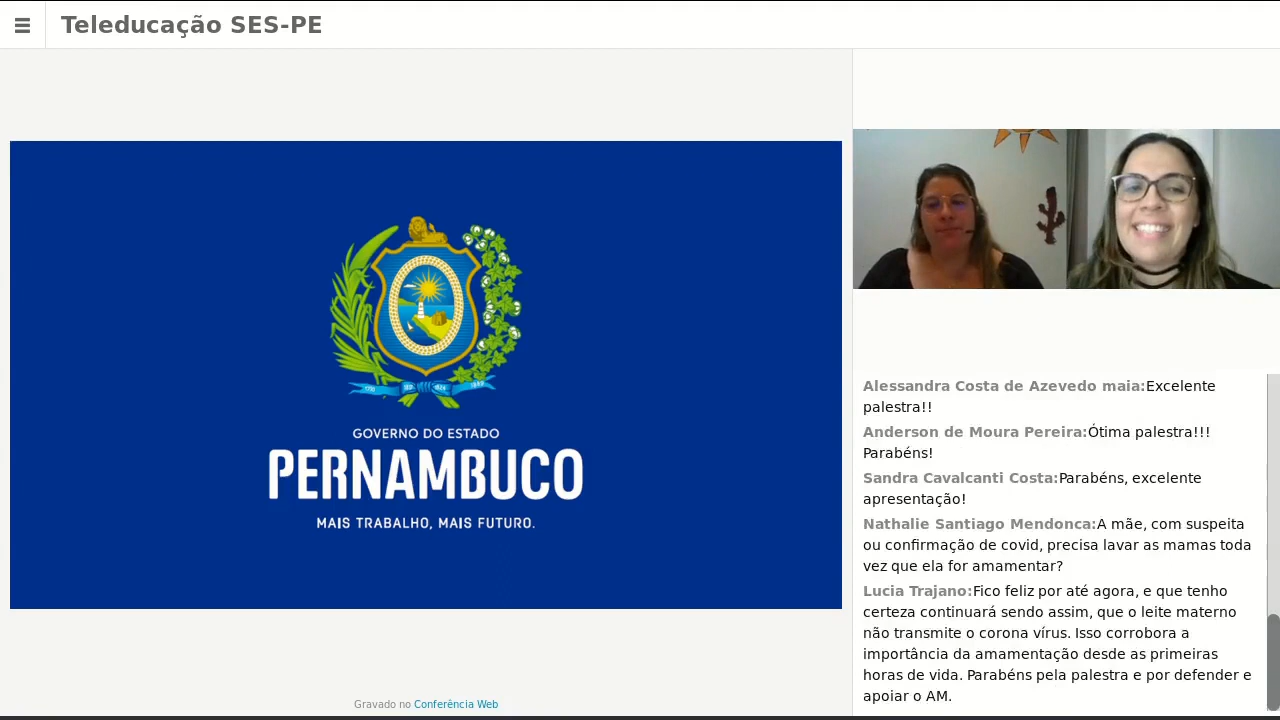 Teleducação SES-PE
GOVERNO DO ESTADO
PERNAMBUCO
MAIS TRABALHO, MAIS FUTURO.
Gravado no Conferência Web
Alessandra Costa de Azevedo maia:Excelente
palestra!!
Anderson de Moura Pereira:Ótima palestra!!!
Parabéns!
Sandra Cavalcanti Costa:Parabéns, excelente
apresentação!
Nathalie Santiago Mendonca:A mãe, com suspeita
ou confirmação de covid, precisa lavar as mamas toda
vez que ela for amamentar?
Lucia Trajano:Fico feliz por até agora, e que tenho
certeza continuará sendo assim, que o leite materno
não transmite o corona vírus. Isso corrobora a
importância da amamentação desde as primeiras
horas de vida. Parabéns pela palestra e por defender e
apoiar o AM.